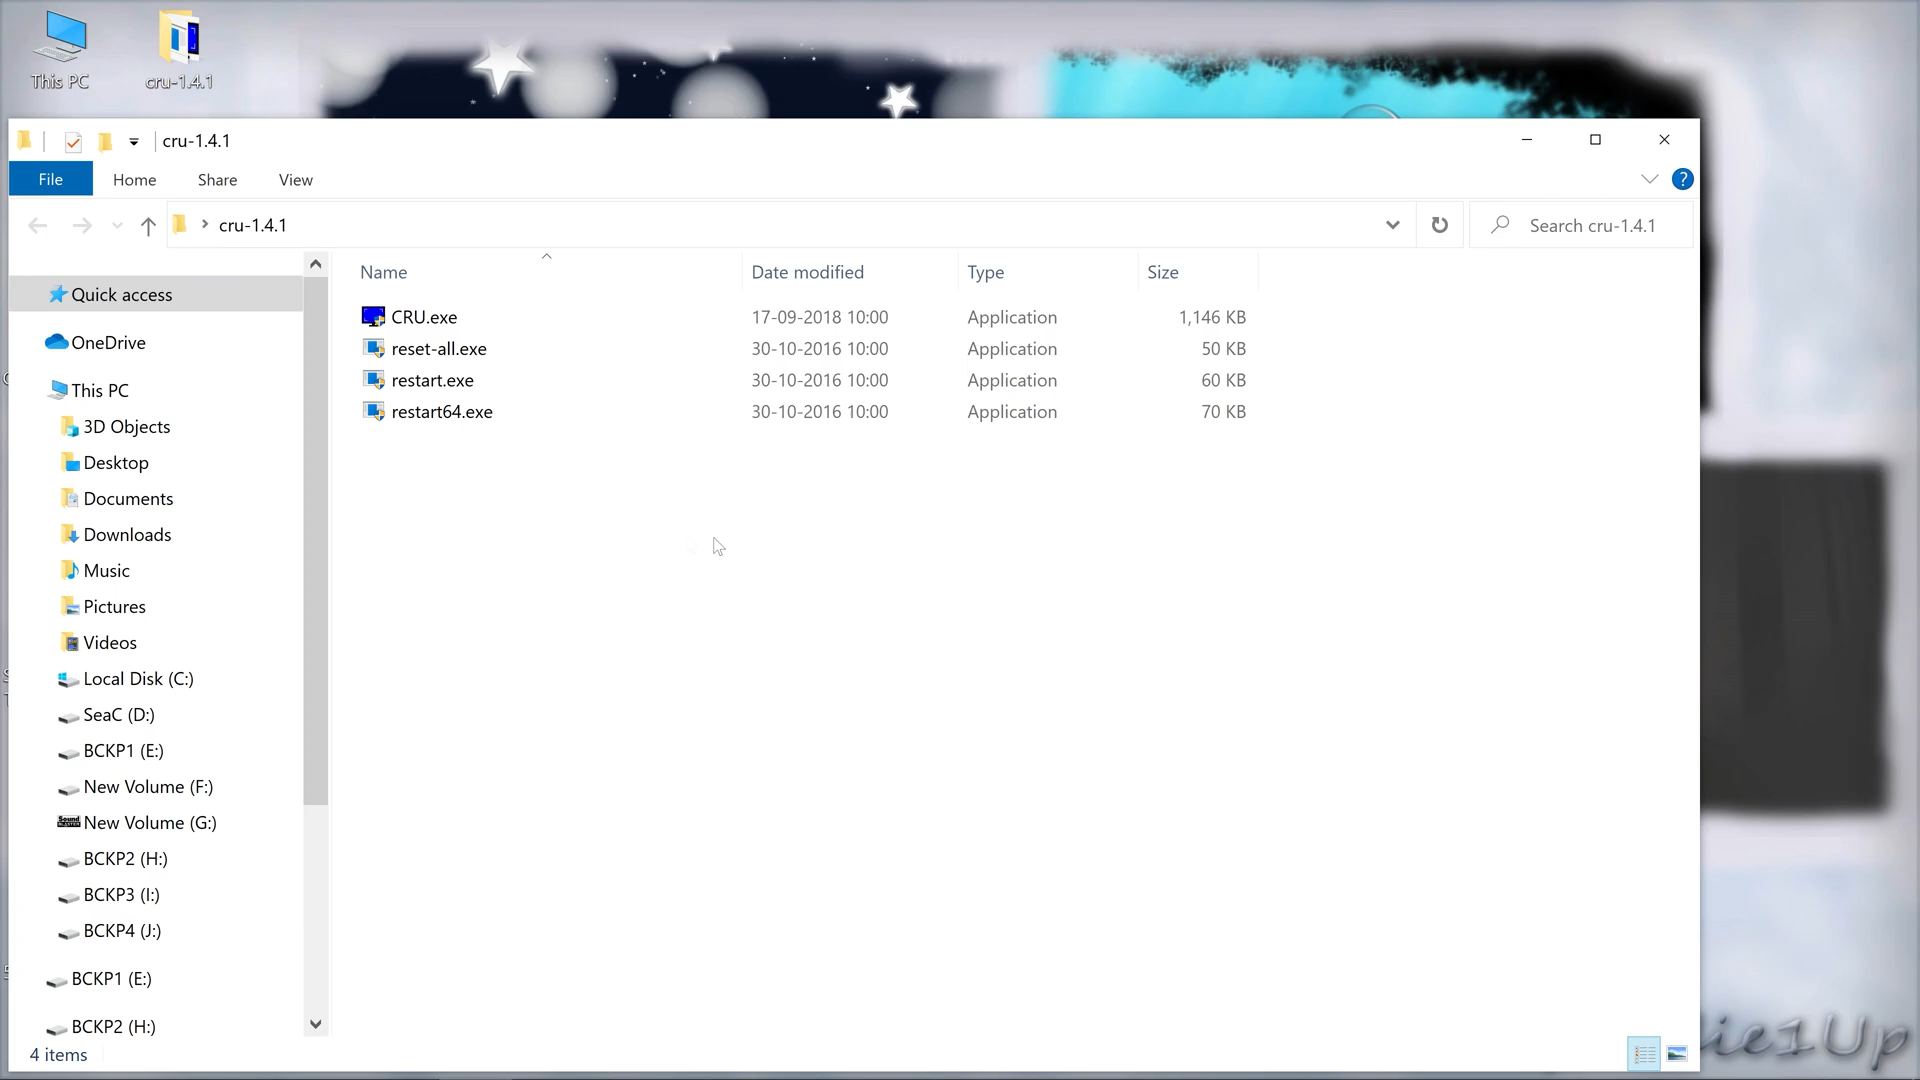 This PC
cru-1.4.1
cru-1.4.1
File Home Share View
?
cru-1.4.1
Search cru-1.4.1
Name Date modified Type Size
CRU.exe 17-09-2018 10:00 Application 1,146 KB
reset-all.exe 30-10-2016 10:00 Application 50 KB
restart.exe 30-10-2016 10:00 Application 60 KB
restart64.exe 30-10-2016 10:00 Application 70 KB
Quick access
OneDrive
This PC
3D Objects
Desktop
Documents
Downloads
Music
Pictures
Videos
Local Disk (C:)
SeaC (D:)
BCKP1 (E:)
New Volume (F:)
New Volume (G:)
BCKP2 (H:)
BCKP3 (I:)
BCKP4 (J:)
BCKP1 (E:)
BCKP2 (H:)
4 items
ie1Up